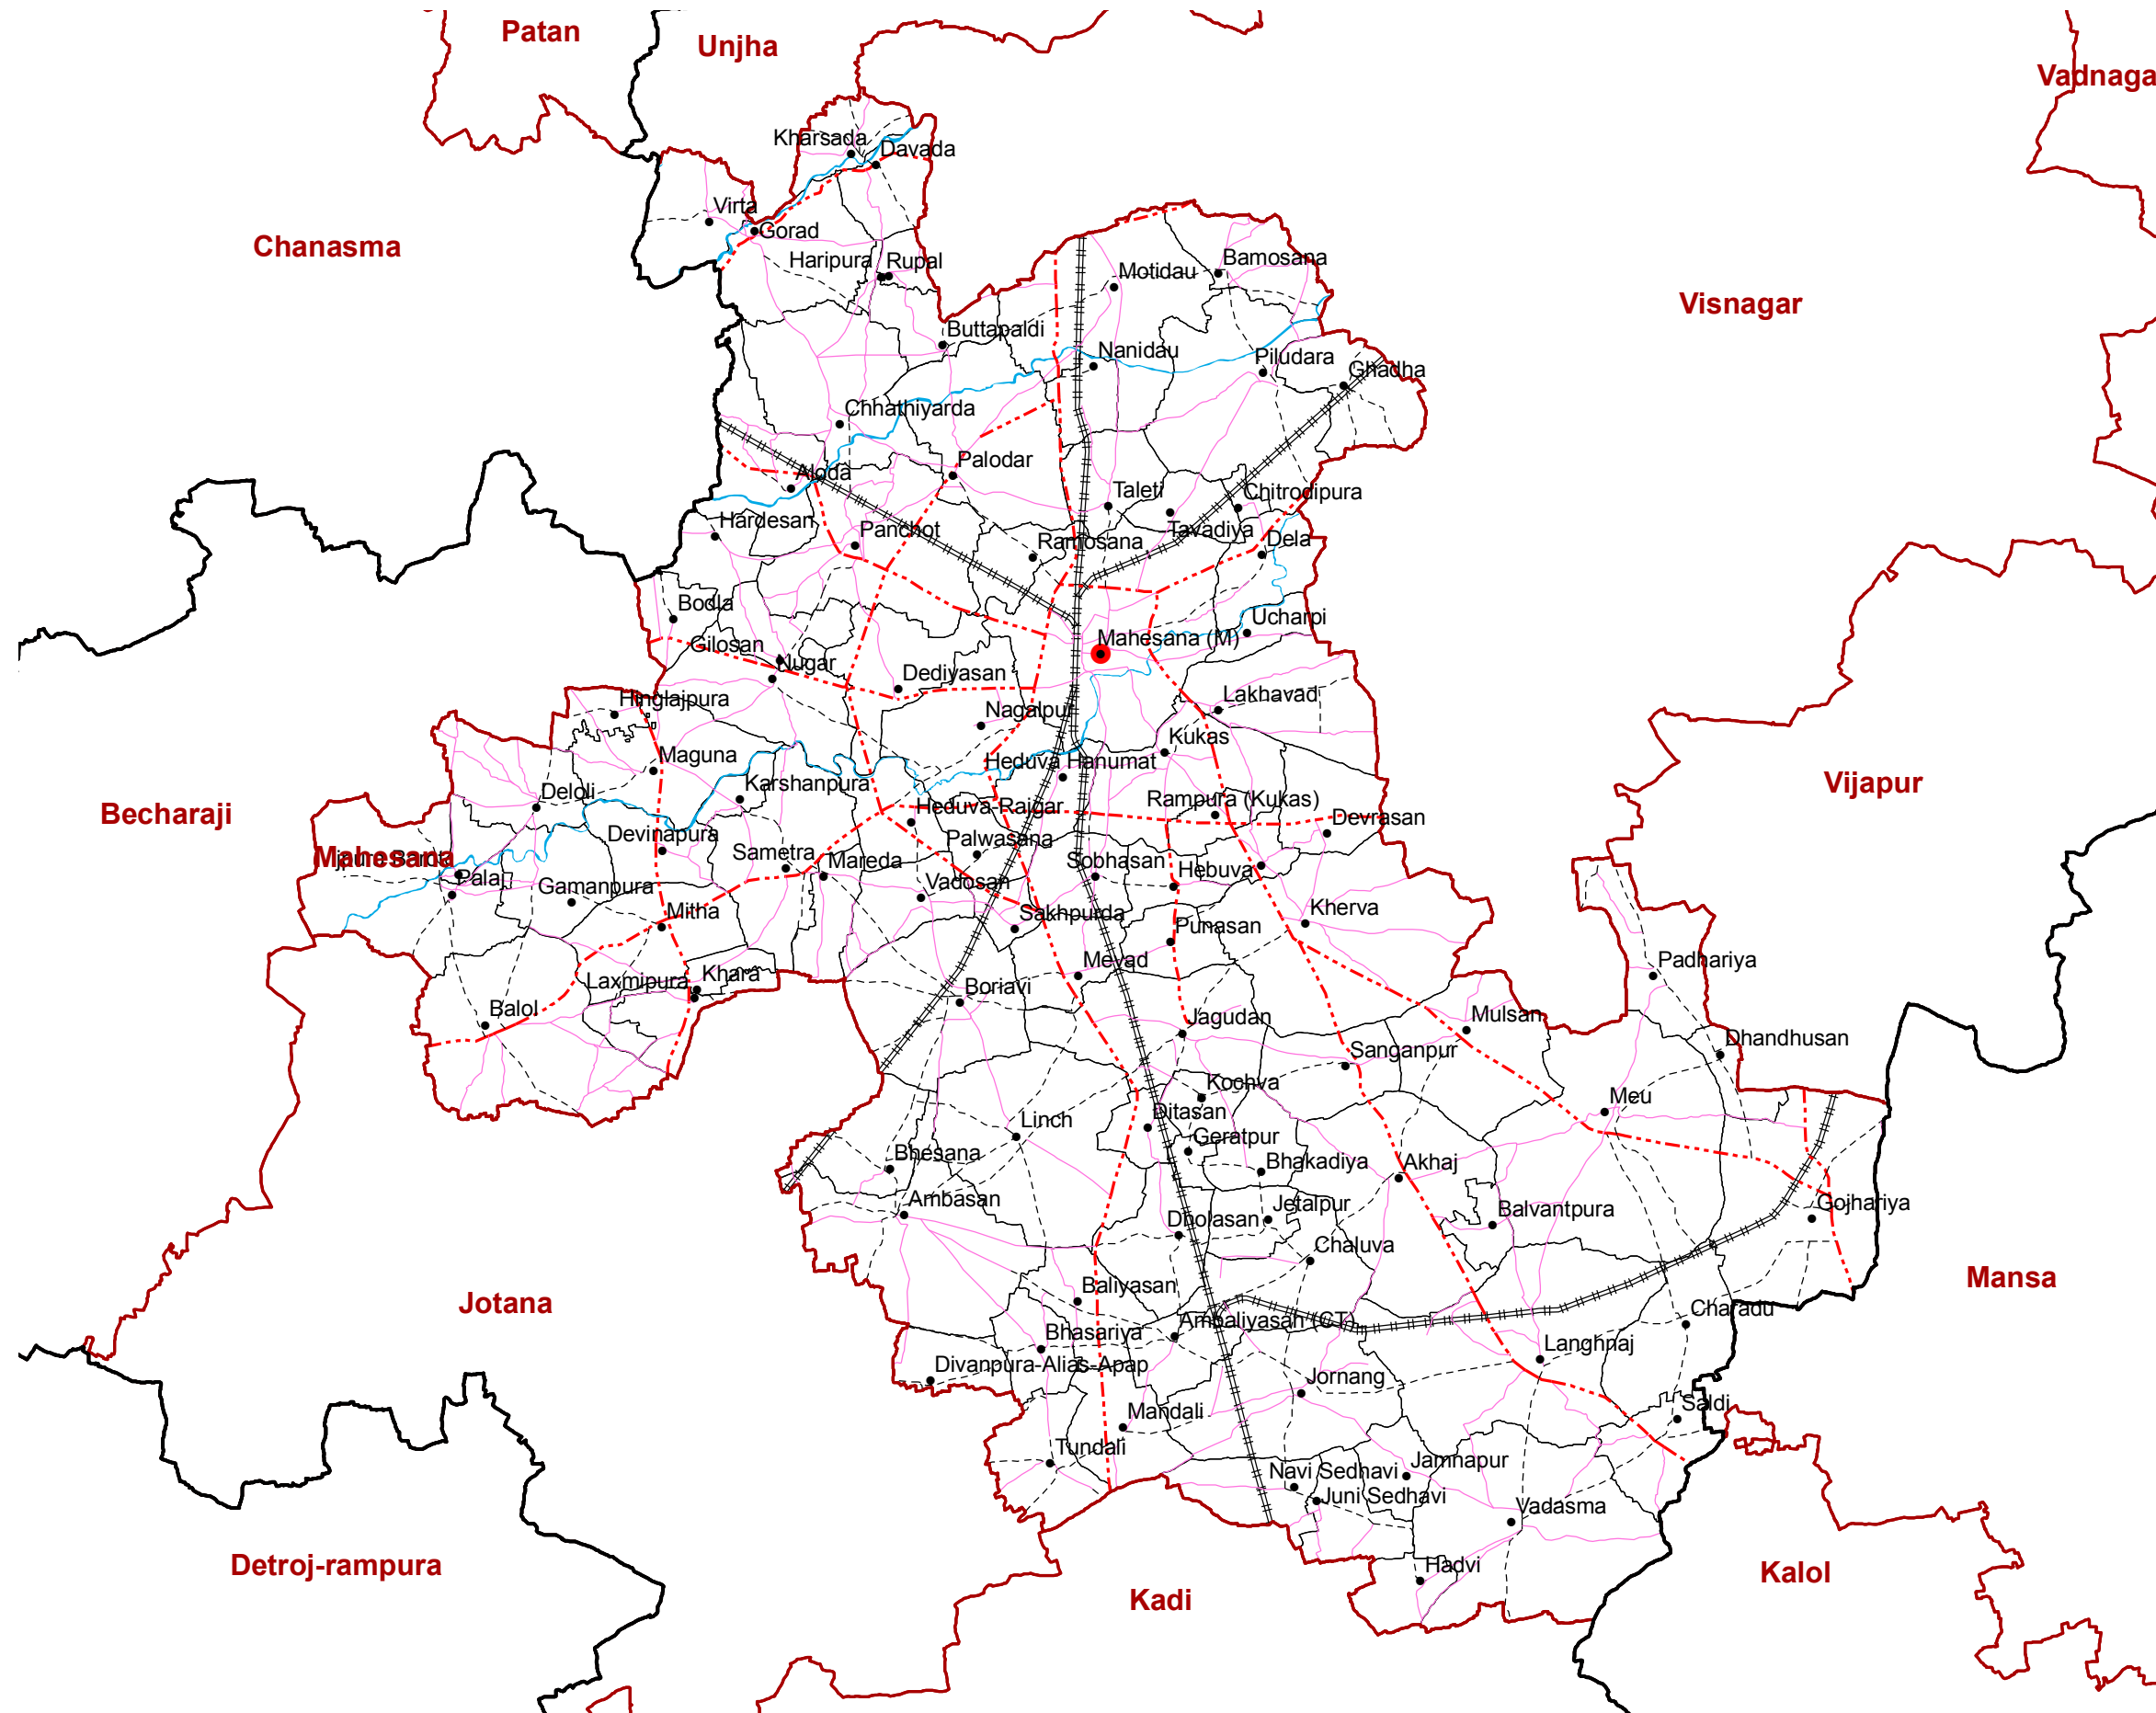 Patan
Unjha
Vadnaga
Kharsada
Davada
Virta
Gorad
Chanasma
Haripura
Rupal
Motidau
Bamosana
Visnagar
Buttapaldi
Nanidau
Piludara
Ghadha
Chhathiyarda
Palodar
Aloda
Taleti
Chitrodipura
Hardesan
Panchot
Ramosana
Tavadiya
Dela
Bodla
Ucharpi
Gilosan
Mahesana (M)
Nugar
Dediyasan
Hinglajpura
Lakhavad
Nagalpur
Kukas
Maguna
Heduva Hanumat
Vijapur
Karshanpura
Deloli
Becharaji
Heduva-Rajgar
Rampura (Kukas)
Devrasan
Devinapura
Palwasana
Mahesana
Sametra
Mareda
Sobhasan
Hebuva
Palaj
Gamanpura
Vadosan
Mitha
Sakhpurda
Kherva
Punasan
Mevad
Padhariya
Laxmipura
Khara
Boriavi
Balol
Jagudan
Mulsan
Dhandhusan
Sanganpur
Kochva
Meu
Ditasan
Linch
Geratpur
Bhesana
Bhakadiya
Akhaj
Ambasan
Jetalpur
Balvantpura
Gojhariya
Dholasan
Chaluva
Mansa
Baliyasan
Jotana
Charadu
Ambaliyasan (CT)
Bhasariya
Langhnaj
Divanpura-Alias-Apap
Jornang
Saldi
Mandali
Tundali
Navi Sedhavi
Jamnapur
Juni Sedhavi
Vadasma
Detroj-rampura
Hadvi
Kalol
Kadi